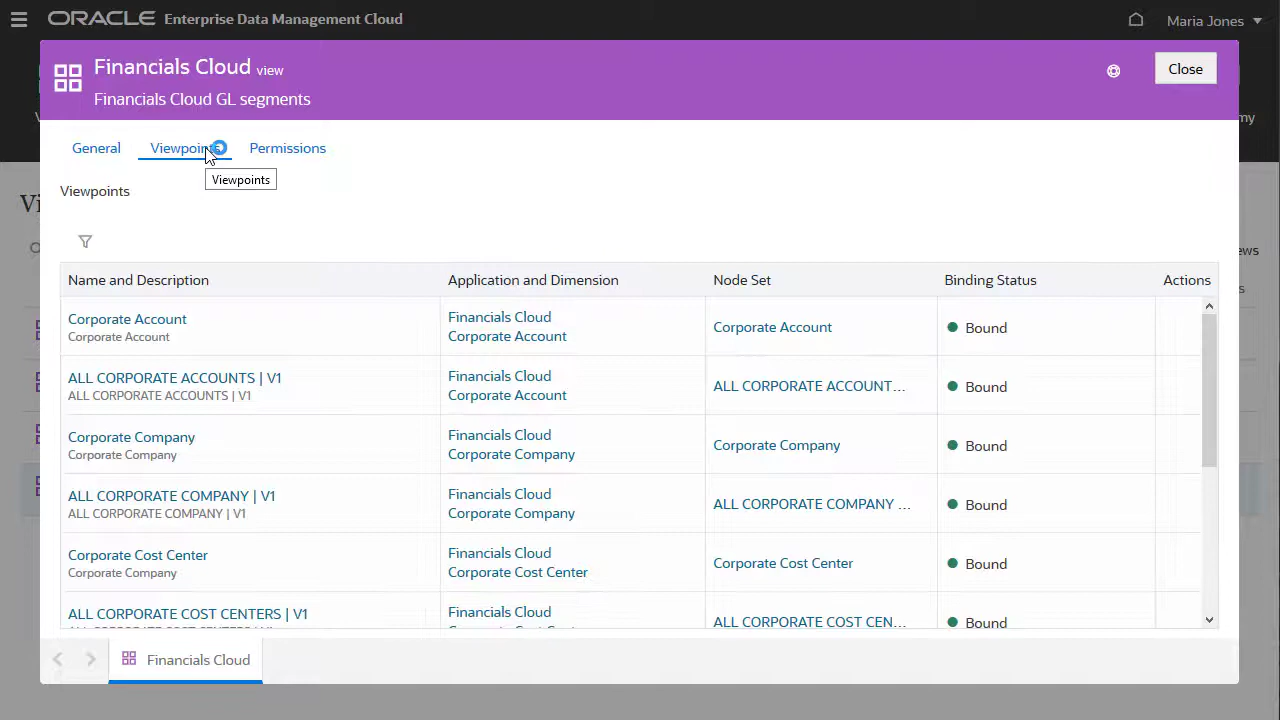 ORACLE Enterprise Data Management Cloud
Maria Jones
Financials Cloud view
Close
Financials Cloud GL segments
my
General Viewpoints Permissions
Viewpoints
Viewpoints
Name and Description Application and Dimension Node Set Binding Status Actions
Corporate Account
Corporate Account
Financials Cloud
Corporate Account
Corporate Account
Bound
ALL CORPORATE ACCOUNTS | V1
ALL CORPORATE ACCOUNTS | V1
Financials Cloud
Corporate Account
ALL CORPORATE ACCOUNT...
Bound
Corporate Company
Corporate Company
Financials Cloud
Corporate Company
Corporate Company
Bound
ALL CORPORATE COMPANY | V1
ALL CORPORATE COMPANY | V1
Financials Cloud
Corporate Company
ALL CORPORATE COMPANY ...
Bound
Corporate Cost Center
Corporate Company
Financials Cloud
Corporate Cost Center
Corporate Cost Center
Bound
ALL CORPORATE COST CENTERS | V1
Financials Cloud
ALL CORPORATE COST CEN...
Bound
Financials Cloud